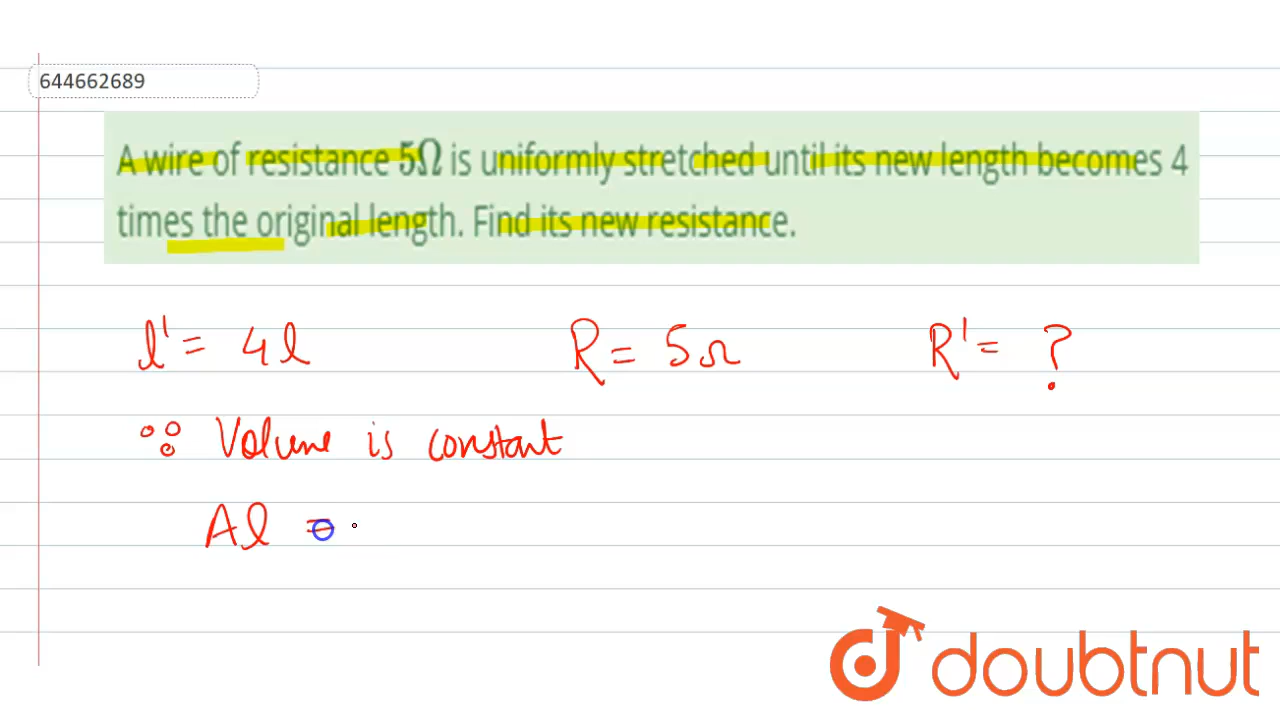 644662689
A wire of resistance 5Ω is uniformly stretched until its new length becomes 4
times the original length. Find its new resistance.
l' = 4l R = 5Ω R' = ?
∵ Volume is constant
Al =
doubtnut